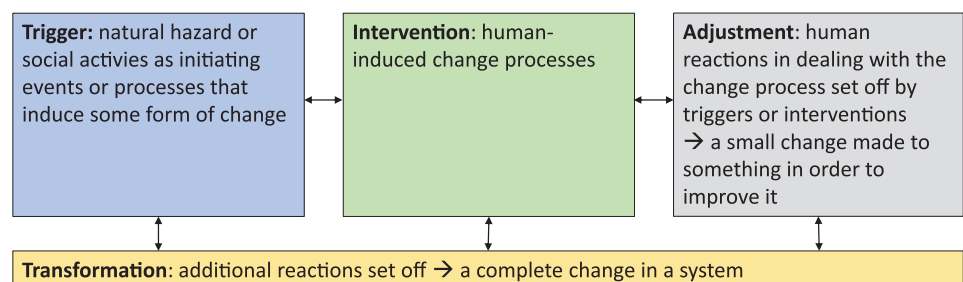 Trigger: natural hazard or
social activies as initiating
events or processes that
induce some form of change
Intervention: human-
induced change processes
Adjustment: human
reactions in dealing with the
change process set off by
triggers or interventions
→ a small change made to
something in order to
improve it
Transformation: additional reactions set off → a complete change in a system